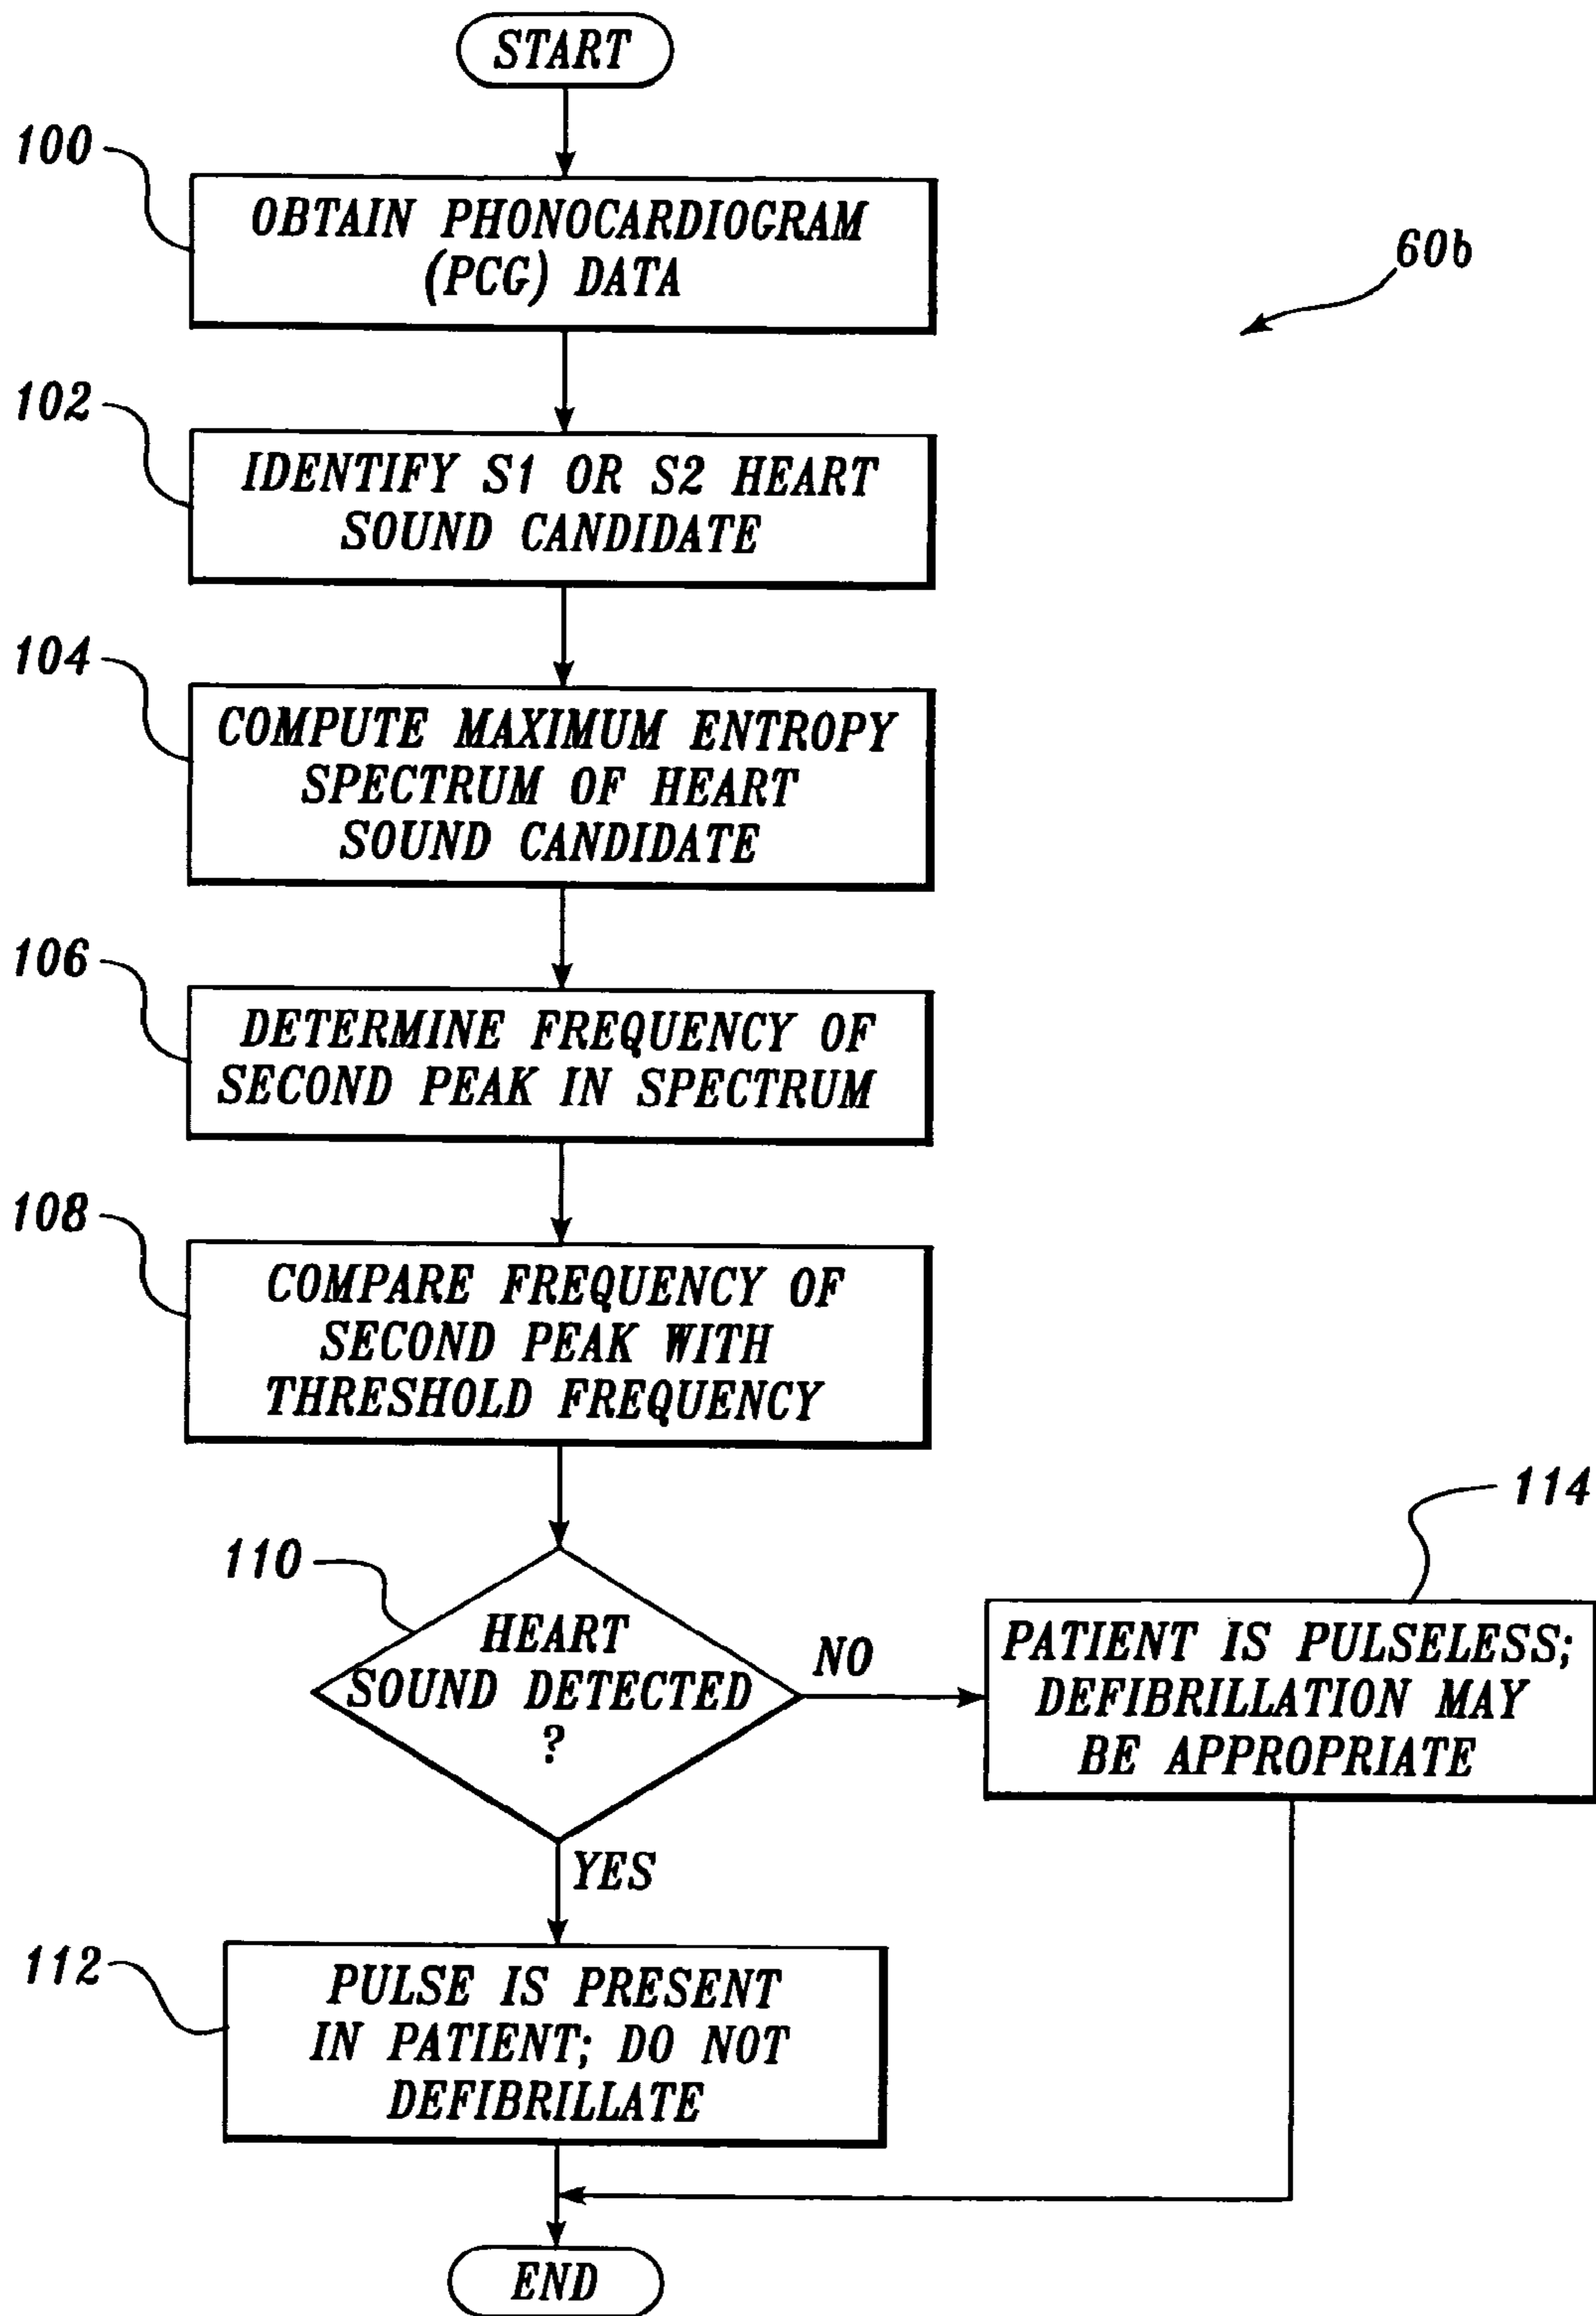 START
100
OBTAIN PHONOCARDIOGRAM
(PCG) DATA
60b
102
IDENTIFY S1 OR S2 HEART
SOUND CANDIDATE
104
COMPUTE MAXIMUM ENTROPY
SPECTRUM OF HEART
SOUND CANDIDATE
106
DETERMINE FREQUENCY OF
SECOND PEAK IN SPECTRUM
108
COMPARE FREQUENCY OF
SECOND PEAK WITH
THRESHOLD FREQUENCY
110
HEART
SOUND DETECTED
?
NO
114
PATIENT IS PULSELESS;
DEFIBRILLATION MAY
BE APPROPRIATE
YES
112
PULSE IS PRESENT
IN PATIENT; DO NOT
DEFIBRILLATE
END